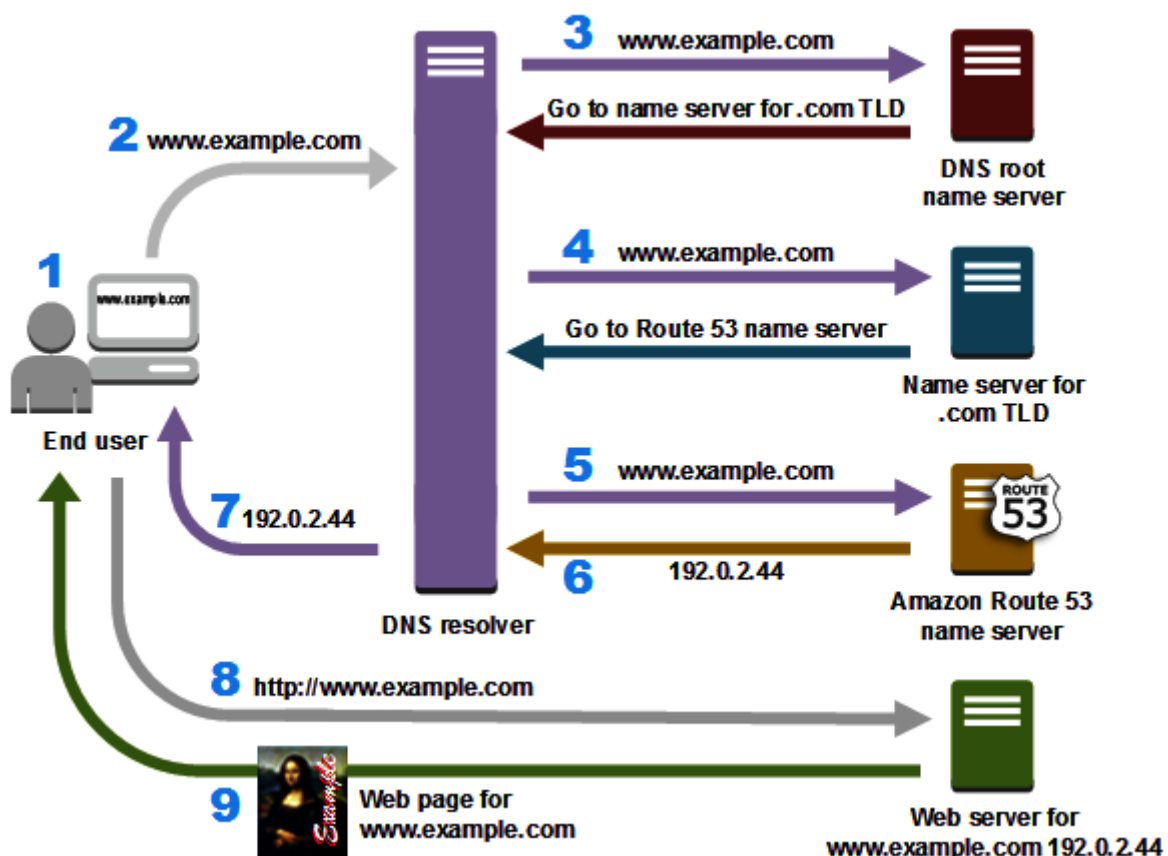 3 www.example.com
Go to name server for .com TLD
DNS root
name server
2 www.example.com
1
www.example.com
End user
4 www.example.com
Go to Route 53 name server
Name server for
.com TLD
5 www.example.com
ROUTE
53
6 192.0.2.44
Amazon Route 53
name server
7 192.0.2.44
DNS resolver
8 http://www.example.com
9
Example
Web page for
www.example.com
Web server for
www.example.com 192.0.2.44